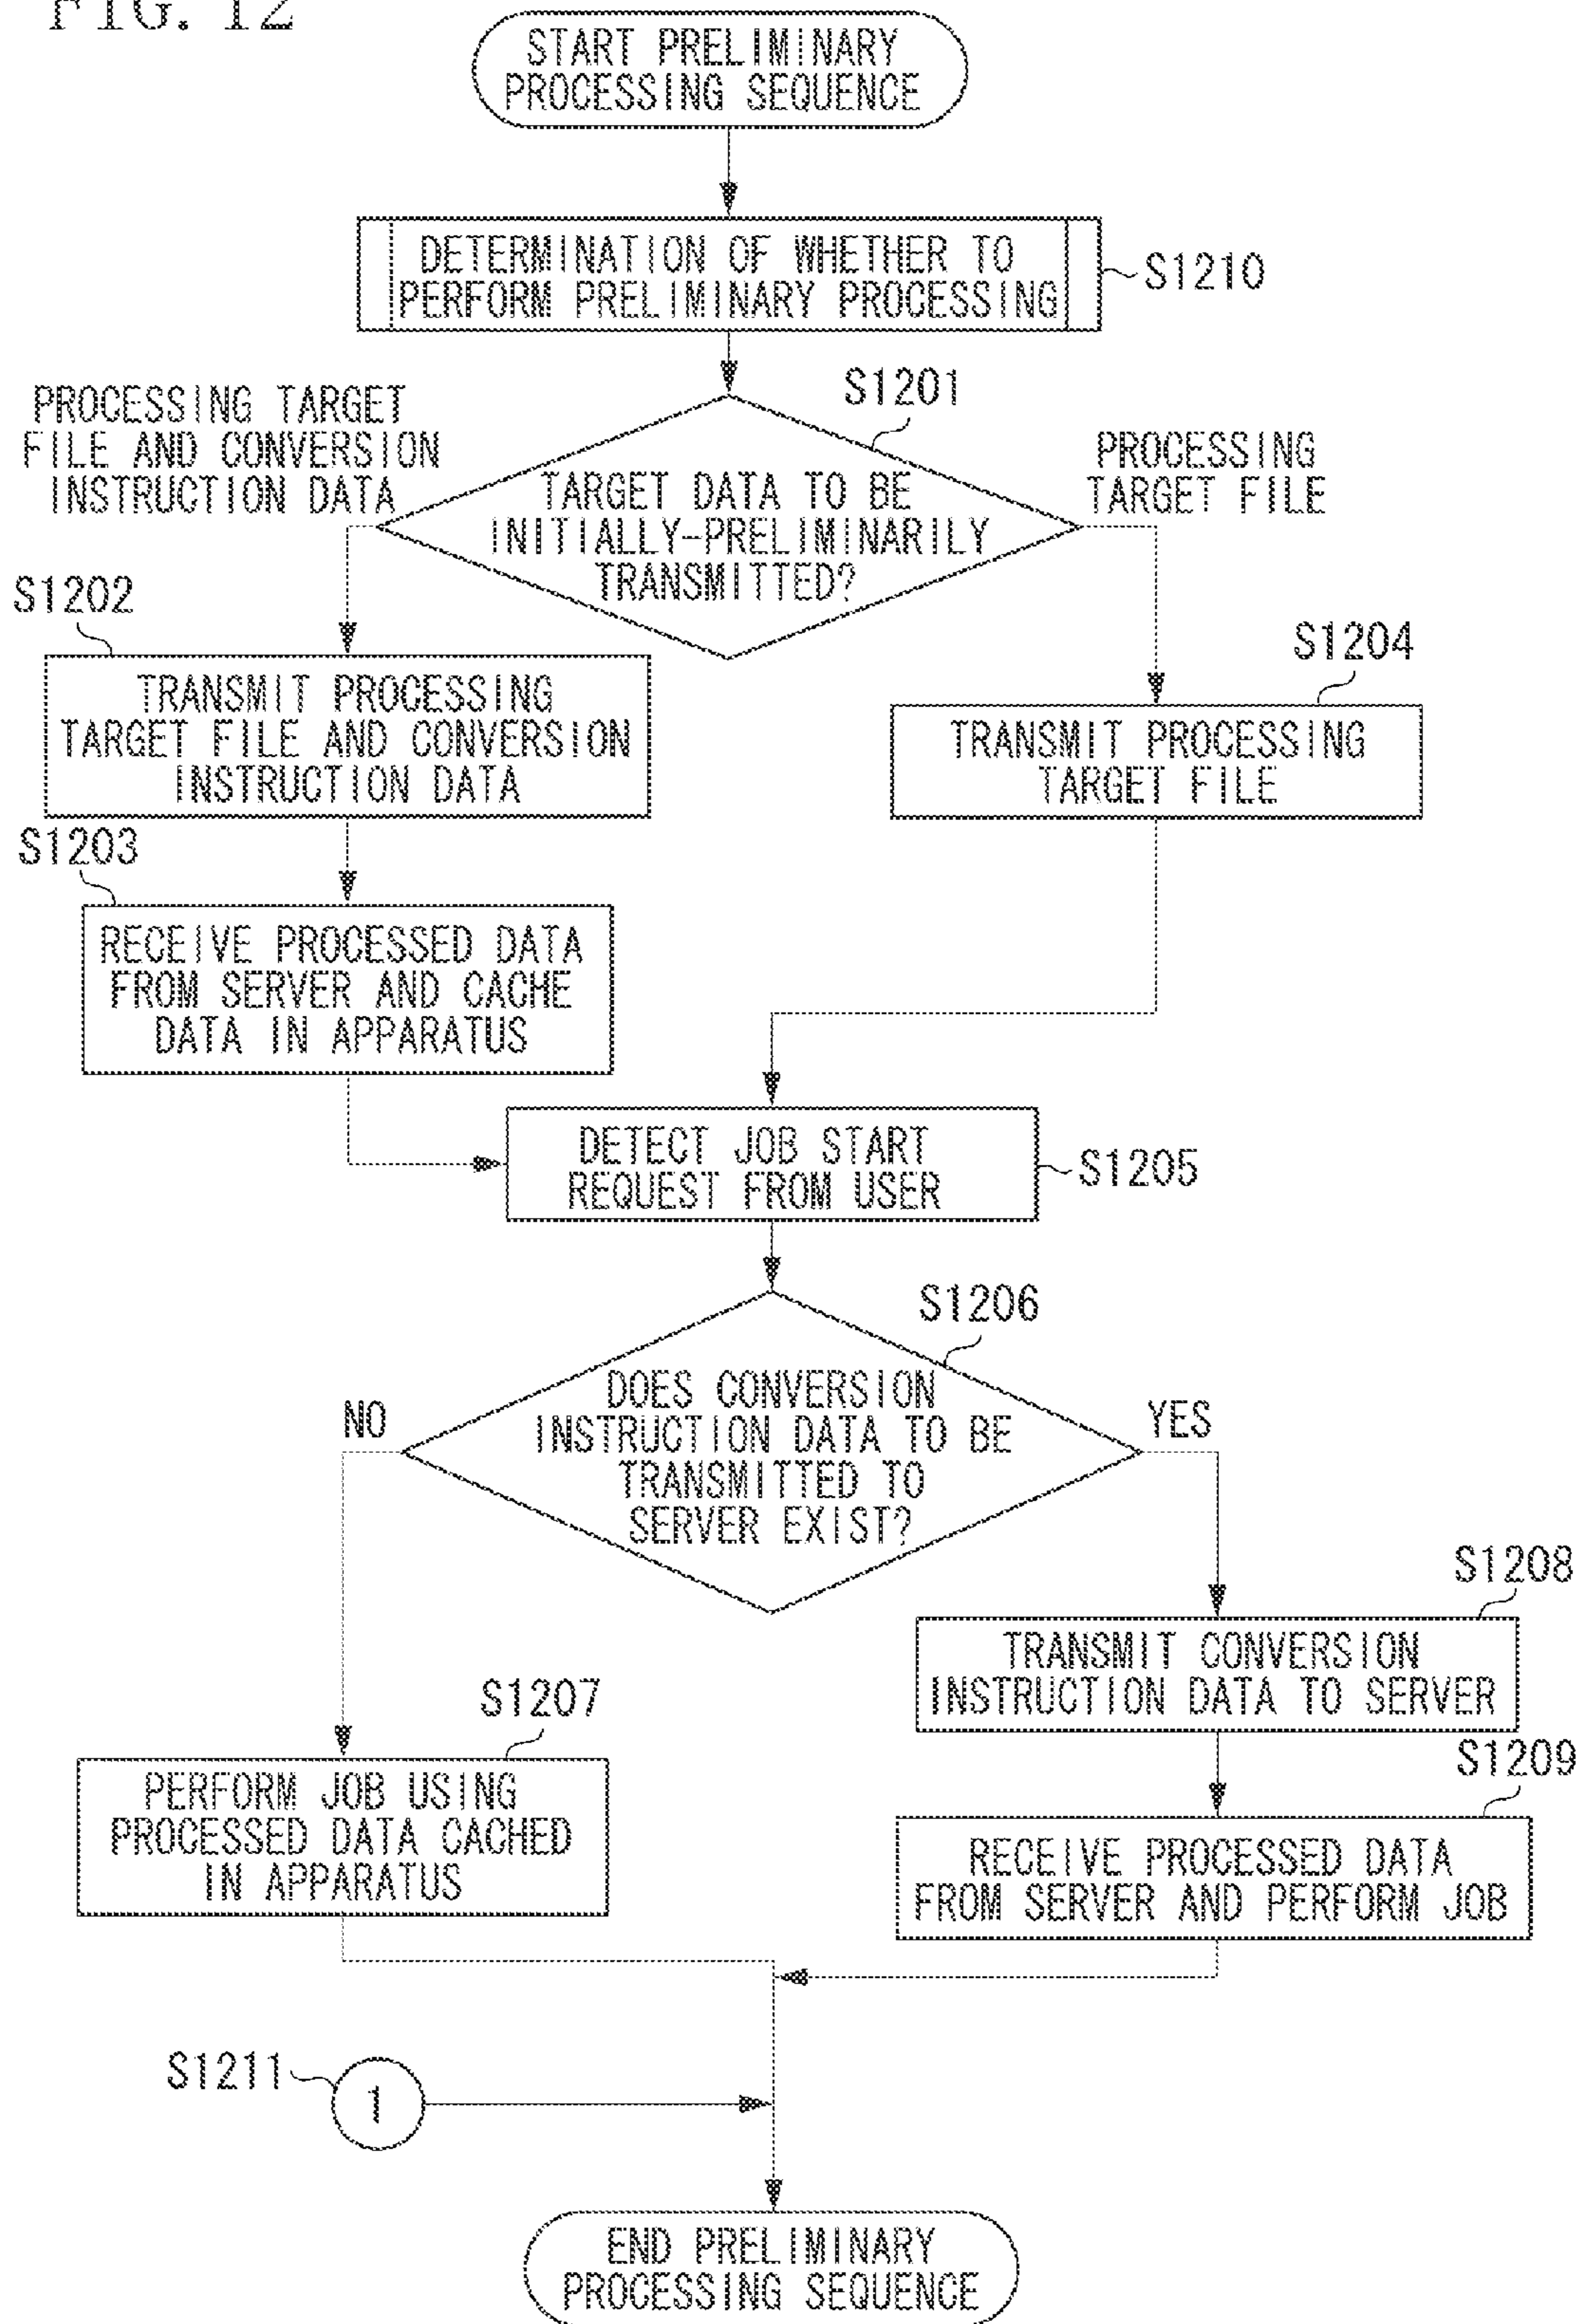 FIG. 12
START PRELIMINARY
PROCESSING SEQUENCE
DETERMINATION OF WHETHER TO
PERFORM PRELIMINARY PROCESSING
S1210
S1201
PROCESSING TARGET
FILE AND CONVERSION
INSTRUCTION DATA
TARGET DATA TO BE
INITIALLY-PRELIMINARILY
TRANSMITTED?
PROCESSING
TARGET FILE
S1202
TRANSMIT PROCESSING
TARGET FILE AND CONVERSION
INSTRUCTION DATA
S1204
TRANSMIT PROCESSING
TARGET FILE
S1203
RECEIVE PROCESSED DATA
FROM SERVER AND CACHE
DATA IN APPARATUS
DETECT JOB START
REQUEST FROM USER
S1205
S1206
DOES CONVERSION
INSTRUCTION DATA TO BE
TRANSMITTED TO
SERVER EXIST?
NO
YES
S1208
TRANSMIT CONVERSION
INSTRUCTION DATA TO SERVER
S1207
PERFORM JOB USING
PROCESSED DATA CACHED
IN APPARATUS
S1209
RECEIVE PROCESSED DATA
FROM SERVER AND PERFORM JOB
S1211
1
END PRELIMINARY
PROCESSING SEQUENCE